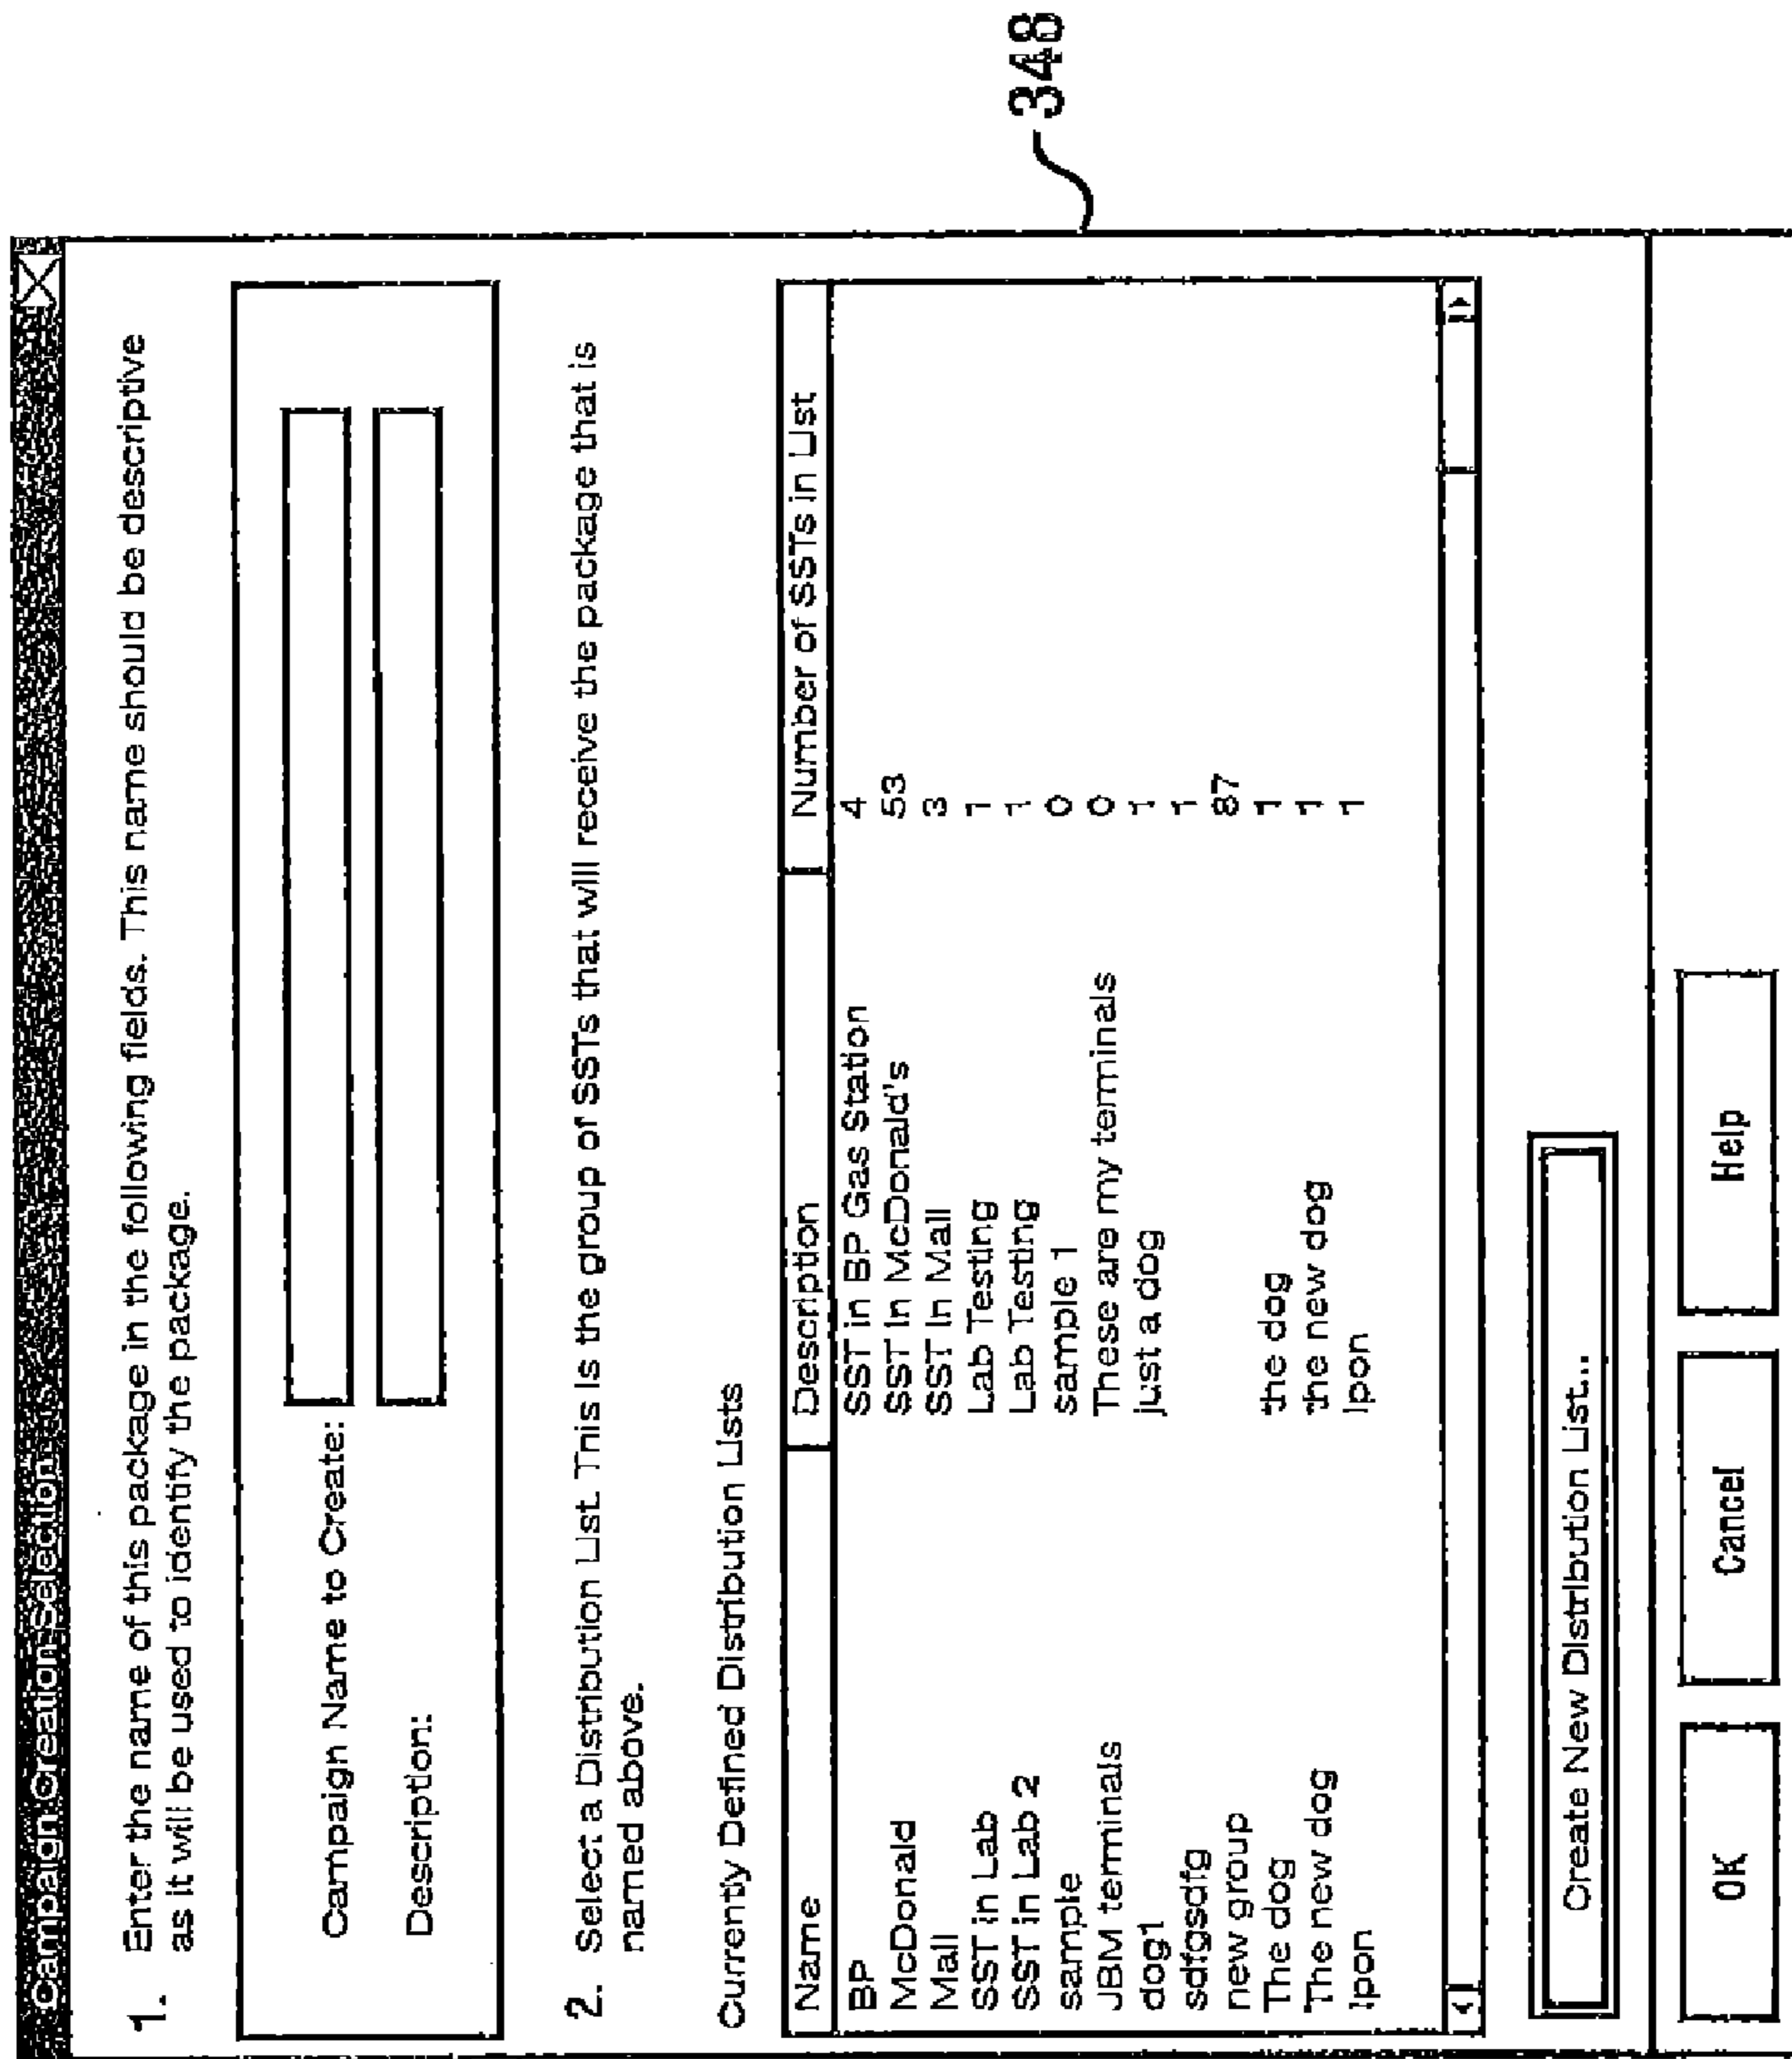 Campaign Creation Selections
1. Enter the name of this package in the following fields. This name should be descriptive
as it will be used to identify the package.
Campaign Name to Create:
Description:
2. Select a Distribution List. This is the group of SSTs that will receive the package that is
named above.
Currently Defined Distribution Lists
Name Description Number of SSTs in List
BP SST in BP Gas Station 4
McDonald SST in McDonald's 53
Mall SST in Mall 3
SST in Lab Lab Testing 1
SST in Lab 2 Lab Testing 1
sample sample 1 0
JBM terminals These are my terminals 0
dog1 just a dog 1
sdfgsdfg 1
new group 87
The dog the dog 1
The new dog the new dog 1
lpon lpon 1
Create New Distribution List..
OK Cancel Help
348